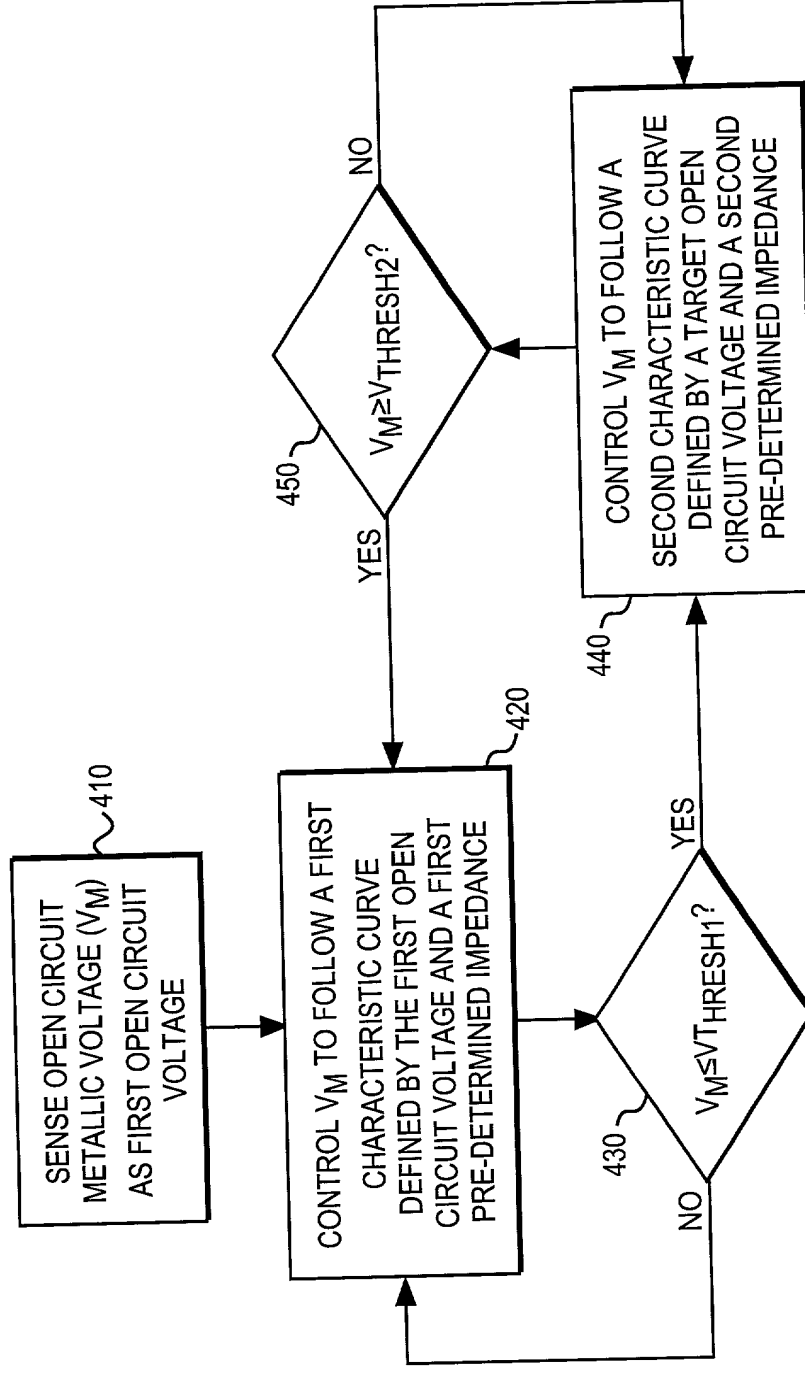 SENSE OPEN CIRCUIT
METALLIC VOLTAGE (VM)
AS FIRST OPEN CIRCUIT
VOLTAGE
410
CONTROL VM TO FOLLOW A FIRST
CHARACTERISTIC CURVE
DEFINED BY THE FIRST OPEN
CIRCUIT VOLTAGE AND A FIRST
PRE-DETERMINED IMPEDANCE
420
VM≤VTHRESH1?
430
NO
YES
CONTROL VM TO FOLLOW A
SECOND CHARACTERISTIC CURVE
DEFINED BY A TARGET OPEN
CIRCUIT VOLTAGE AND A SECOND
PRE-DETERMINED IMPEDANCE
440
VM≥VTHRESH2?
450
YES
NO